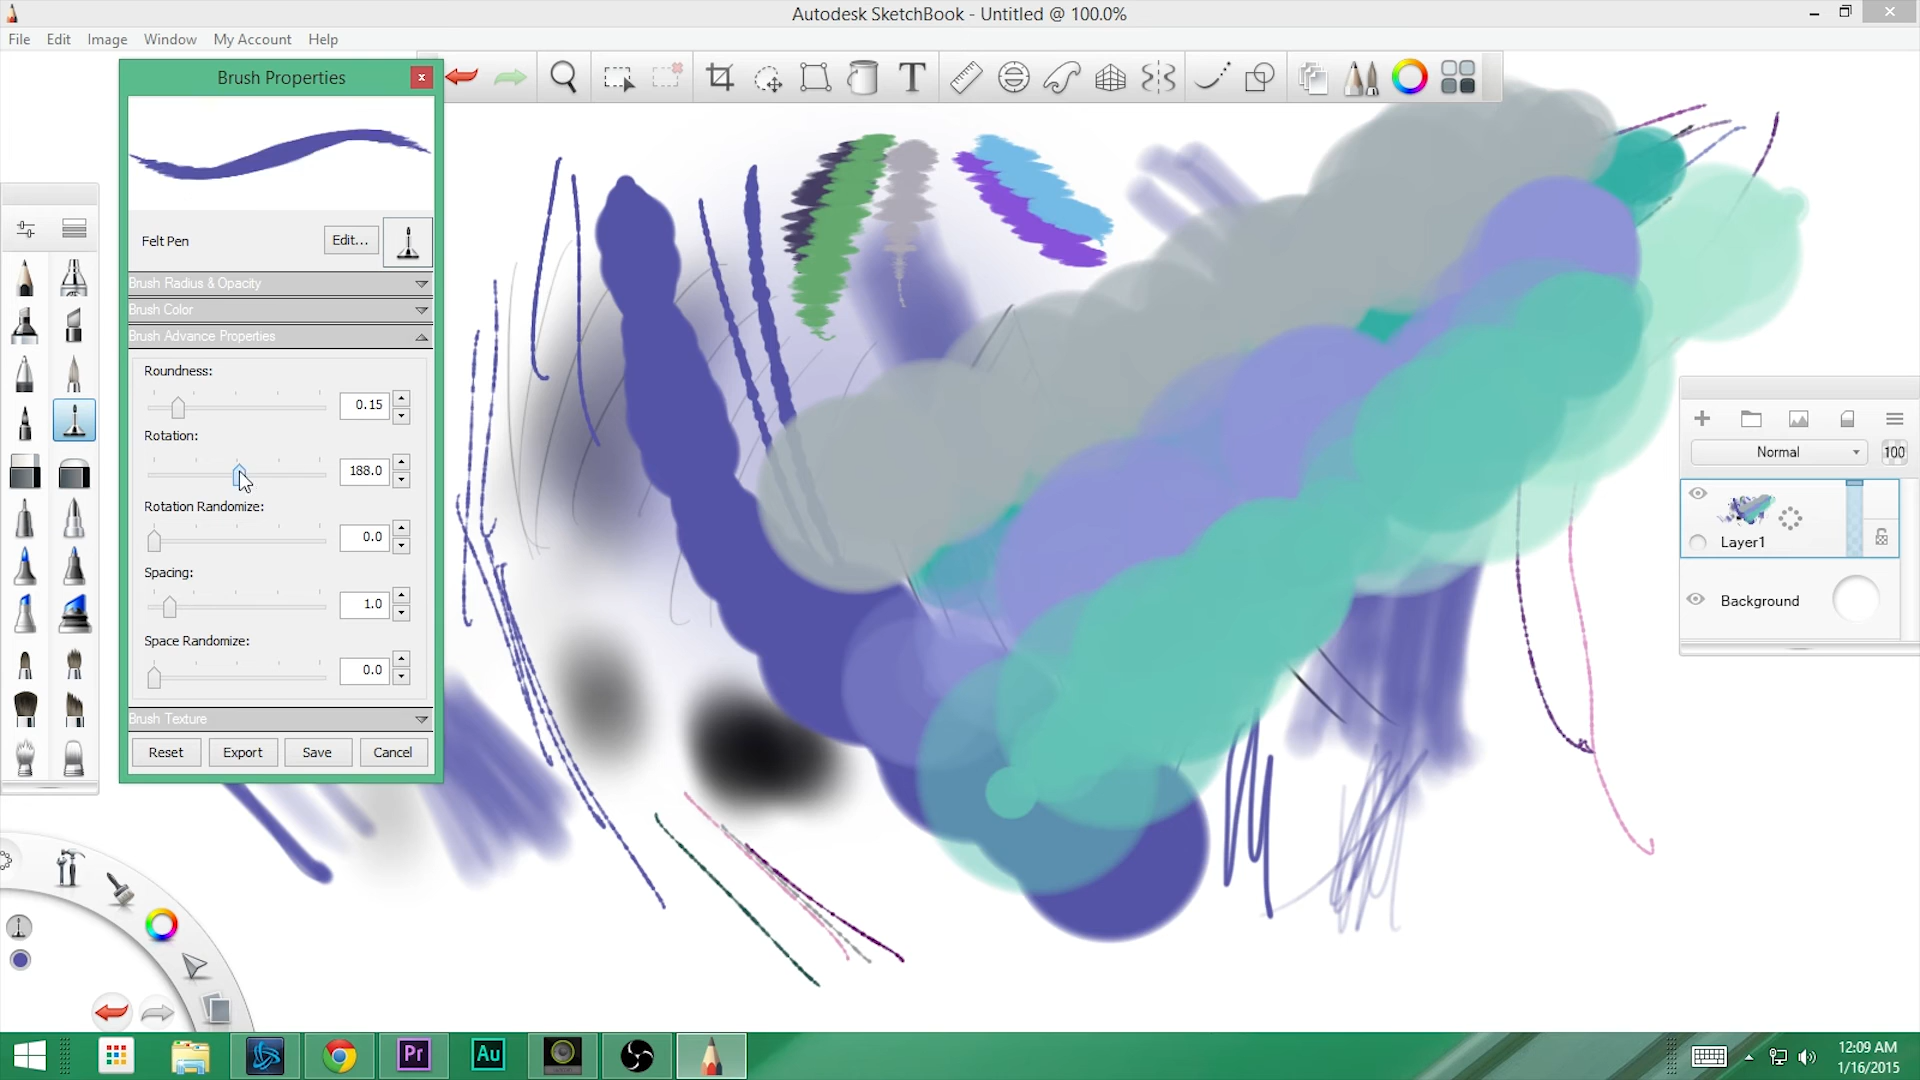 Autodesk SketchBook - Untitled @ 100.0%
File Edit Image Window My Account Help
Brush Properties
x
T
Felt Pen
Edit...
Brush Radius & Opacity
Brush Color
Brush Advance Properties
Roundness:
0.15
Rotation:
188.0
Rotation Randomize:
0.0
Spacing:
1.0
Space Randomize:
0.0
Brush Texture
Reset Export Save Cancel
Normal 100
Layer1
Background
Pr Au
12:09 AM
1/16/2015